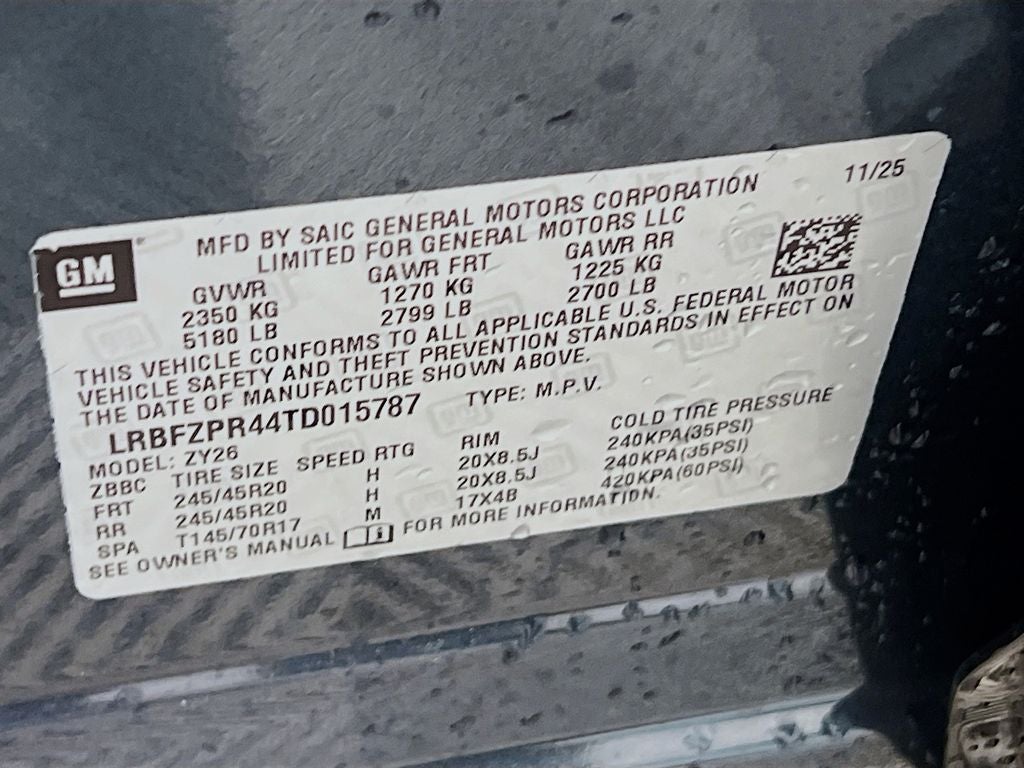 GM
11/25
MFD BY SAIC GENERAL MOTORS CORPORATION
LIMITED FOR GENERAL MOTORS LLC
GVWR GAWR FRT GAWR RR
2350 KG 1270 KG 1225 KG
5180 LB 2799 LB 2700 LB
THIS VEHICLE CONFORMS TO ALL APPLICABLE U.S. FEDERAL MOTOR
VEHICLE SAFETY AND THEFT PREVENTION STANDARDS IN EFFECT ON
THE DATE OF MANUFACTURE SHOWN ABOVE.
LRBFZPR44TD015787 TYPE: M.P.V.
MODEL: ZY26
ZBBC TIRE SIZE SPEED RTG RIM COLD TIRE PRESSURE
FRT 245/45R20 H 20X8.5J 240KPA(35PSI)
RR 245/45R20 H 20X8.5J 240KPA(35PSI)
SPA T145/70R17 M 17X4B 420KPA(60PSI)
SEE OWNER'S MANUAL FOR MORE INFORMATION.